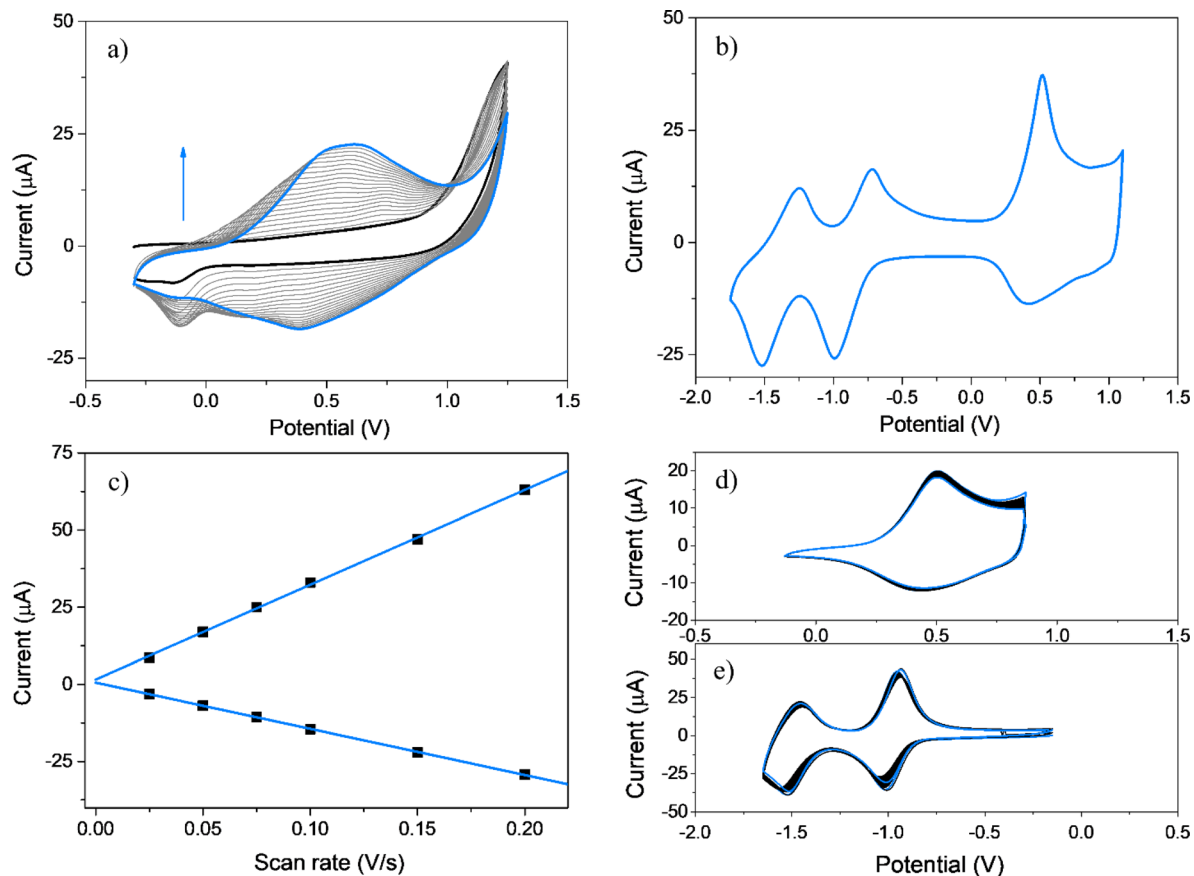 a)
50
25
0
-25
Current (µA)
-0.5 0.0 0.5 1.0 1.5
Potential (V)
b)
50
25
0
-25
Current (µA)
-2.0 -1.5 -1.0 -0.5 0.0 0.5 1.0 1.5
Potential (V)
c)
75
50
25
0
-25
Current (µA)
0.00 0.05 0.10 0.15 0.20
Scan rate (V/s)
d)
20
10
0
-10
-20
Current (µA)
-0.5 0.0 0.5 1.0 1.5
e)
50
25
0
-25
-50
Current (µA)
-2.0 -1.5 -1.0 -0.5 0.0 0.5
Potential (V)